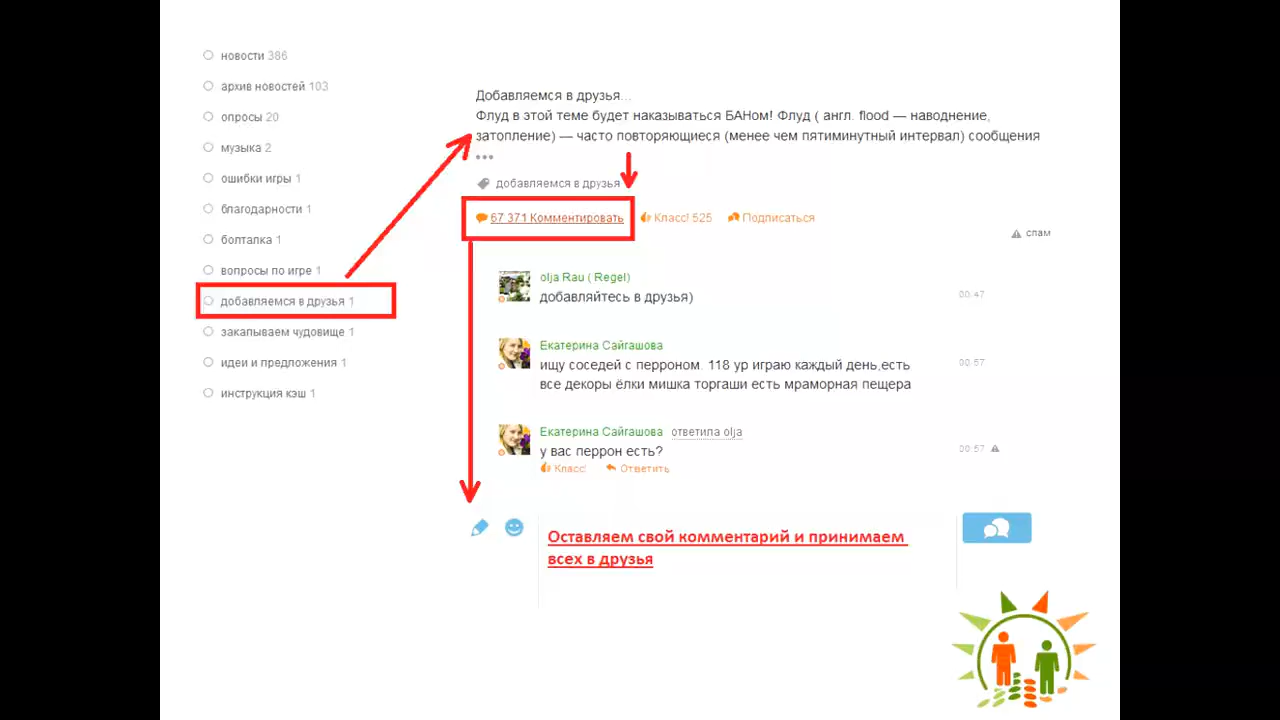 новости 386
архив новостей 103
опросы 20
музыка 2
ошибки игры 1
благодарности 1
болталка 1
вопросы по игре 1
добавляемся в друзья 1
закапываем чудовище 1
идеи и предложения 1
инструкция кэш 1
Добавляемся в друзья...
Флуд в этой теме будет наказываться БАНом! Флуд ( англ. flood — наводнение,
затопление) — часто повторяющиеся (менее чем пятиминутный интервал) сообщения
•••
добавляемся в друзья
67 371 Комментировать Класс! 525 Подписаться
спам
olja Rau ( Regel)
добавляйтесь в друзья) 00:47
Екатерина Сайгашова
ищу соседей с перроном. 118 ур играю каждый день,есть 00:57
все декоры ёлки мишка торгаши есть мраморная пещера
Екатерина Сайгашова ответила olja
у вас перрон есть? 00:57
Класс! Ответить
Оставляем свой комментарий и принимаем
всех в друзья